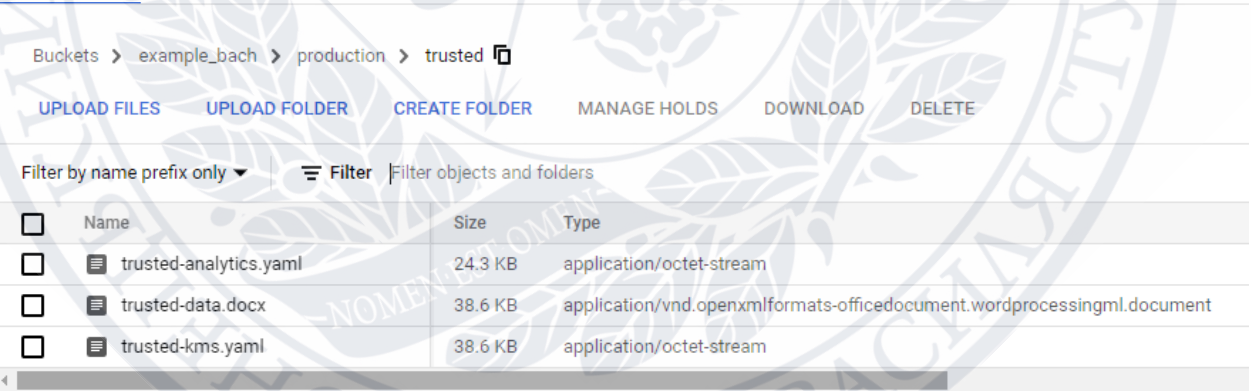 Buckets > example_bach > production > trusted
UPLOAD FILES UPLOAD FOLDER CREATE FOLDER MANAGE HOLDS DOWNLOAD DELETE
Filter by name prefix only Filter Filter objects and folders
Name Size Type
trusted-analytics.yaml 24.3 KB application/octet-stream
trusted-data.docx 38.6 KB application/vnd.openxmlformats-officedocument.wordprocessingml.document
trusted-kms.yaml 38.6 KB application/octet-stream
NOMEN EST OMEN